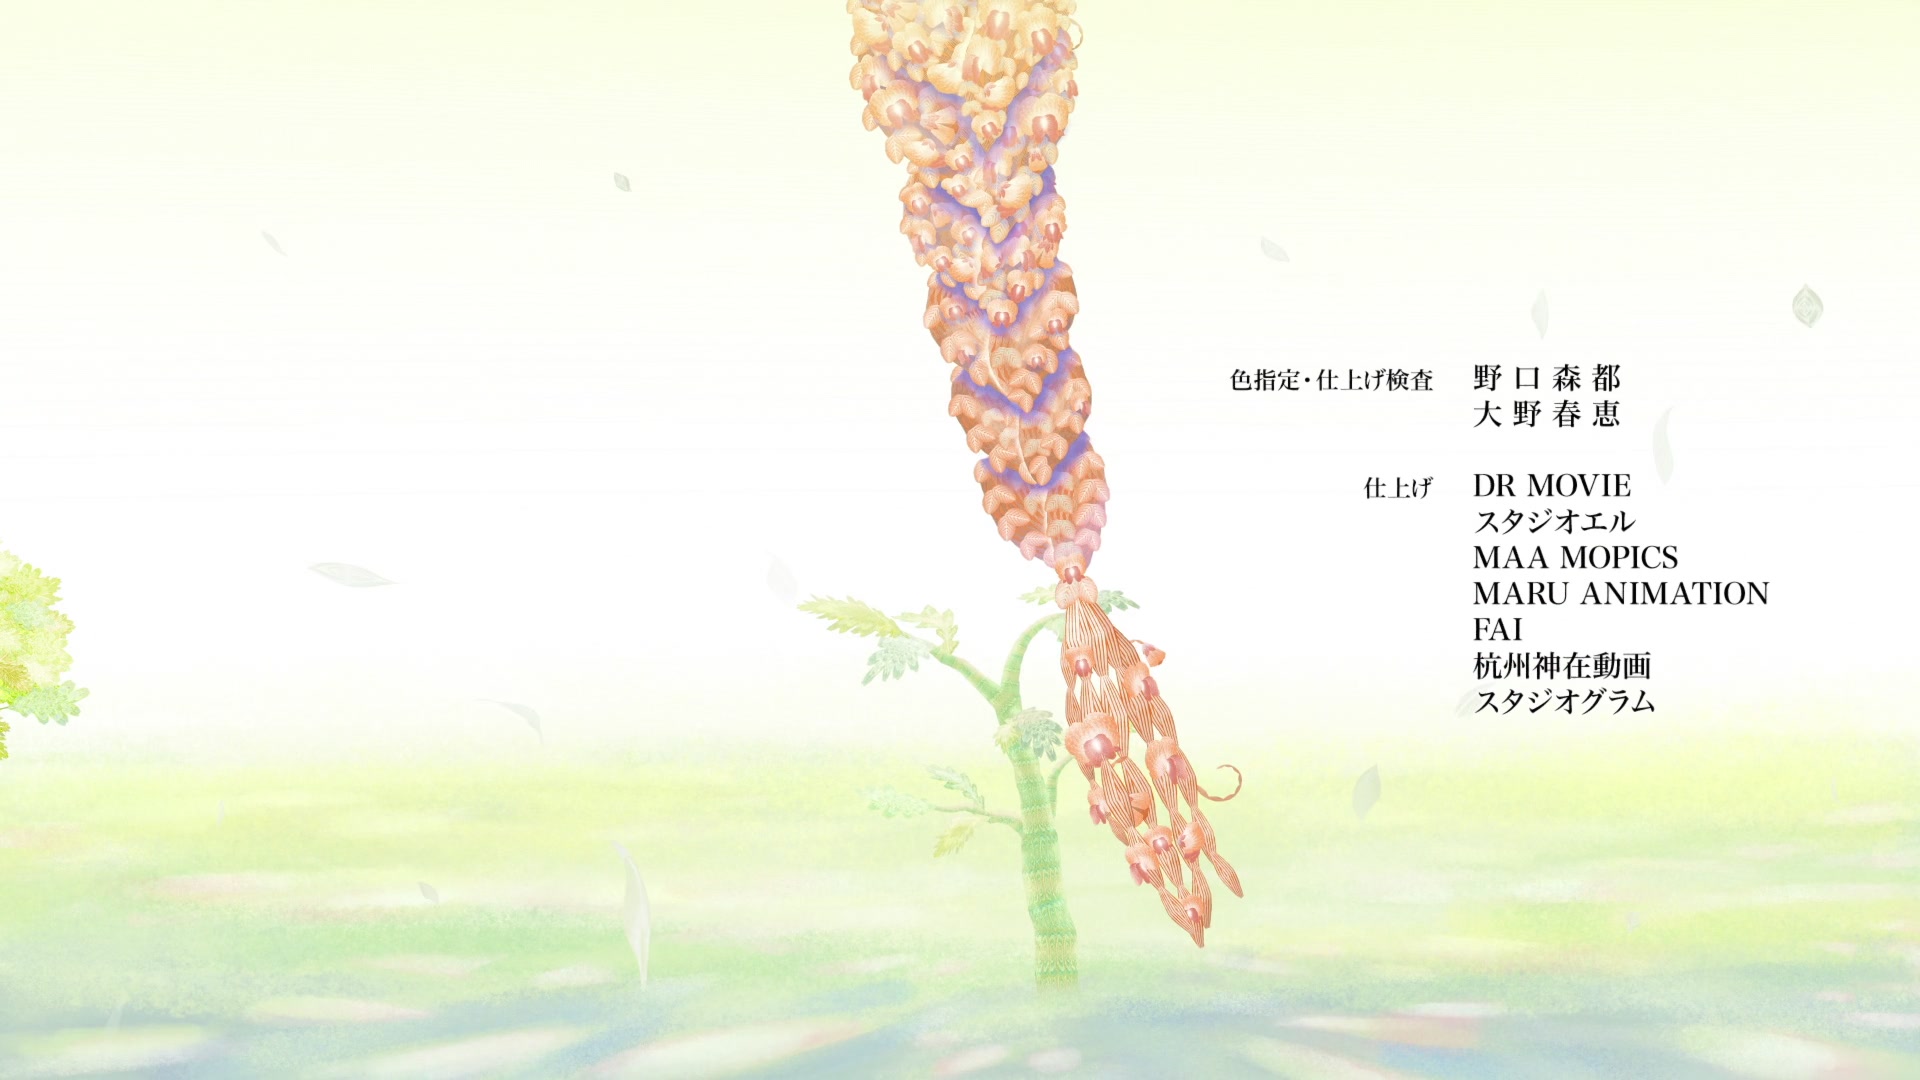 色指定・仕上げ検査 野口森都
大野春恵
仕上げ DR MOVIE
スタジオエル
MAA MOPICS
MARU ANIMATION
FAI
杭州神在動画
スタジオグラム